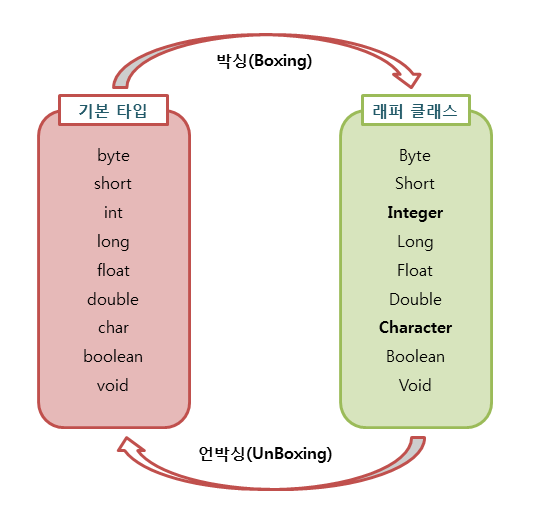 박싱(Boxing)
기본 타입
byte
short
int
long
float
double
char
boolean
void
래퍼 클래스
Byte
Short
Integer
Long
Float
Double
Character
Boolean
Void
언박싱(UnBoxing)